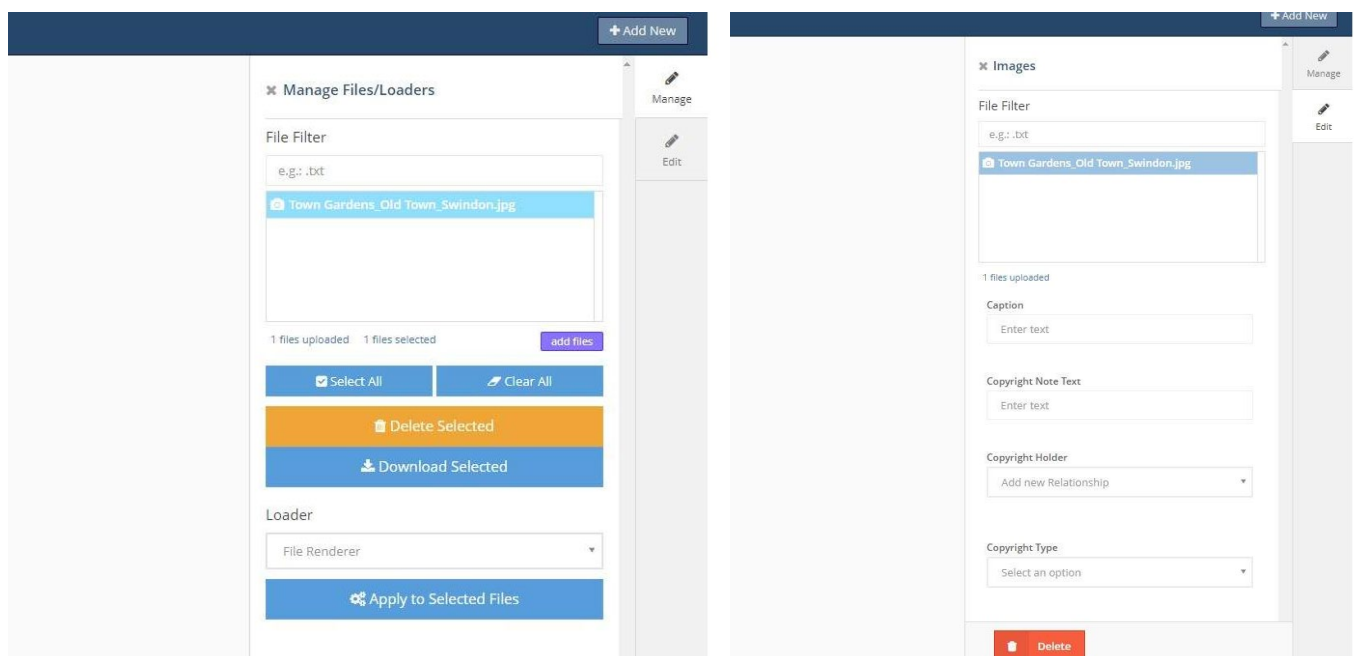 + Add New
✖ Manage Files/Loaders
Manage
File Filter
Edit
e.g.: .txt
Town Gardens_Old Town_Swindon.jpg
1 files uploaded 1 files selected add files
Select All Clear All
Delete Selected
Download Selected
Loader
File Renderer
Apply to Selected Files
+ Add New
✖ Images
Manage
File Filter
Edit
e.g.: .txt
Town Gardens_Old Town_Swindon.jpg
1 files uploaded
Caption
Enter text
Copyright Note Text
Enter text
Copyright Holder
Add new Relationship
Copyright Type
Select an option
Delete